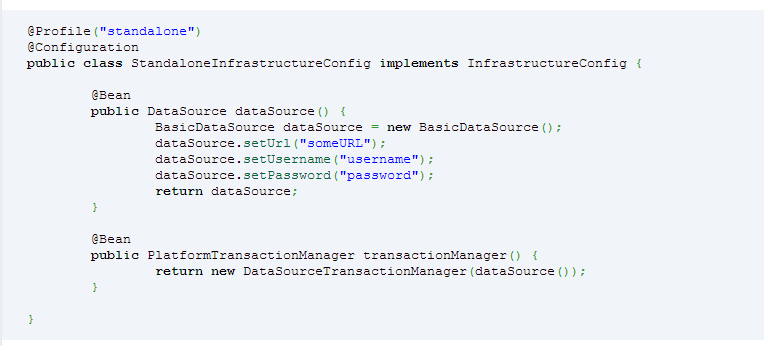 @Profile("standalone")
@Configuration
public class StandaloneInfrastructureConfig implements InfrastructureConfig {
@Bean
public DataSource dataSource() {
BasicDataSource dataSource = new BasicDataSource();
dataSource.setUrl("someURL");
dataSource.setUsername("username");
dataSource.setPassword("password");
return dataSource;
}
@Bean
public PlatformTransactionManager transactionManager() {
return new DataSourceTransactionManager(dataSource());
}
}